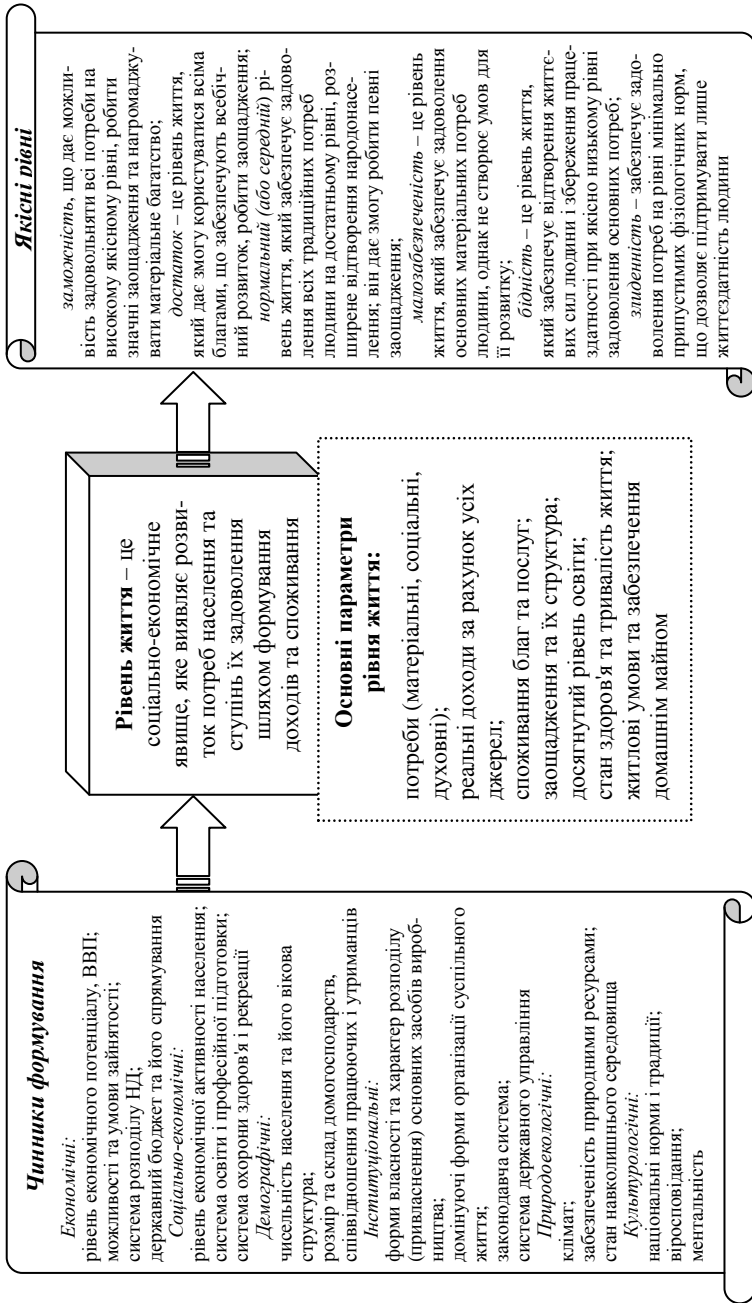 Чинники формування
Економічні:
рівень економічного потенціалу, ВВП;
можливості та умови зайнятості;
система розподілу НД;
державний бюджет та його спрямування
Соціально-економічні:
рівень економічної активності населення;
система освіти і професійної підготовки;
система охорони здоров'я і рекреації
Демографічні:
чисельність населення та його вікова
структура;
розмір та склад домогосподарств,
співвідношення працюючих і утриманців
Інституціональні:
форми власності та характер розподілу
(привласнення) основних засобів вироб-
ництва;
домінуючі форми організації суспільного
життя;
законодавча система;
система державного управління
Природоекологічні:
клімат;
забезпеченість природними ресурсами;
стан навколишнього середовища
Культурологічні:
національні норми і традиції;
віросповідання;
ментальність
Рівень життя – це
соціально-економічне
явище, яке виявляє розви-
ток потреб населення та
ступінь їх задоволення
шляхом формування
доходів та споживання
Основні параметри
рівня життя:
потреби (матеріальні, соціальні,
духовні);
реальні доходи за рахунок усіх
джерел;
споживання благ та послуг;
заощадження та їх структура;
досягнутий рівень освіти;
стан здоров'я та тривалість життя;
житлові умови та забезпечення
домашнім майном
Якісні рівні
заможність, що дає можли-
вість задовольняти всі потреби на
високому якісному рівні, робити
значні заощадження та нагромаджу-
вати матеріальне багатство;
достаток – це рівень життя,
який дає змогу користуватися всіма
благами, що забезпечують всебіч-
ний розвиток, робити заощадження;
нормальний (або середній) рі-
вень життя, який забезпечує задово-
лення всіх традиційних потреб
людини на достатньому рівні, роз-
ширене відтворення народонасе-
лення; він дає змогу робити певні
заощадження;
малозабезпеченість – це рівень
життя, який забезпечує задоволення
основних матеріальних потреб
людини, однак не створює умов для
її розвитку;
бідність – це рівень життя,
який забезпечує відтворення життє-
вих сил людини і збереження праце-
здатності при якісно низькому рівні
задоволення основних потреб;
злиденність – забезпечує задо-
волення потреб на рівні мінімально
припустимих фізіологічних норм,
що дозволяє підтримувати лише
життєздатність людини